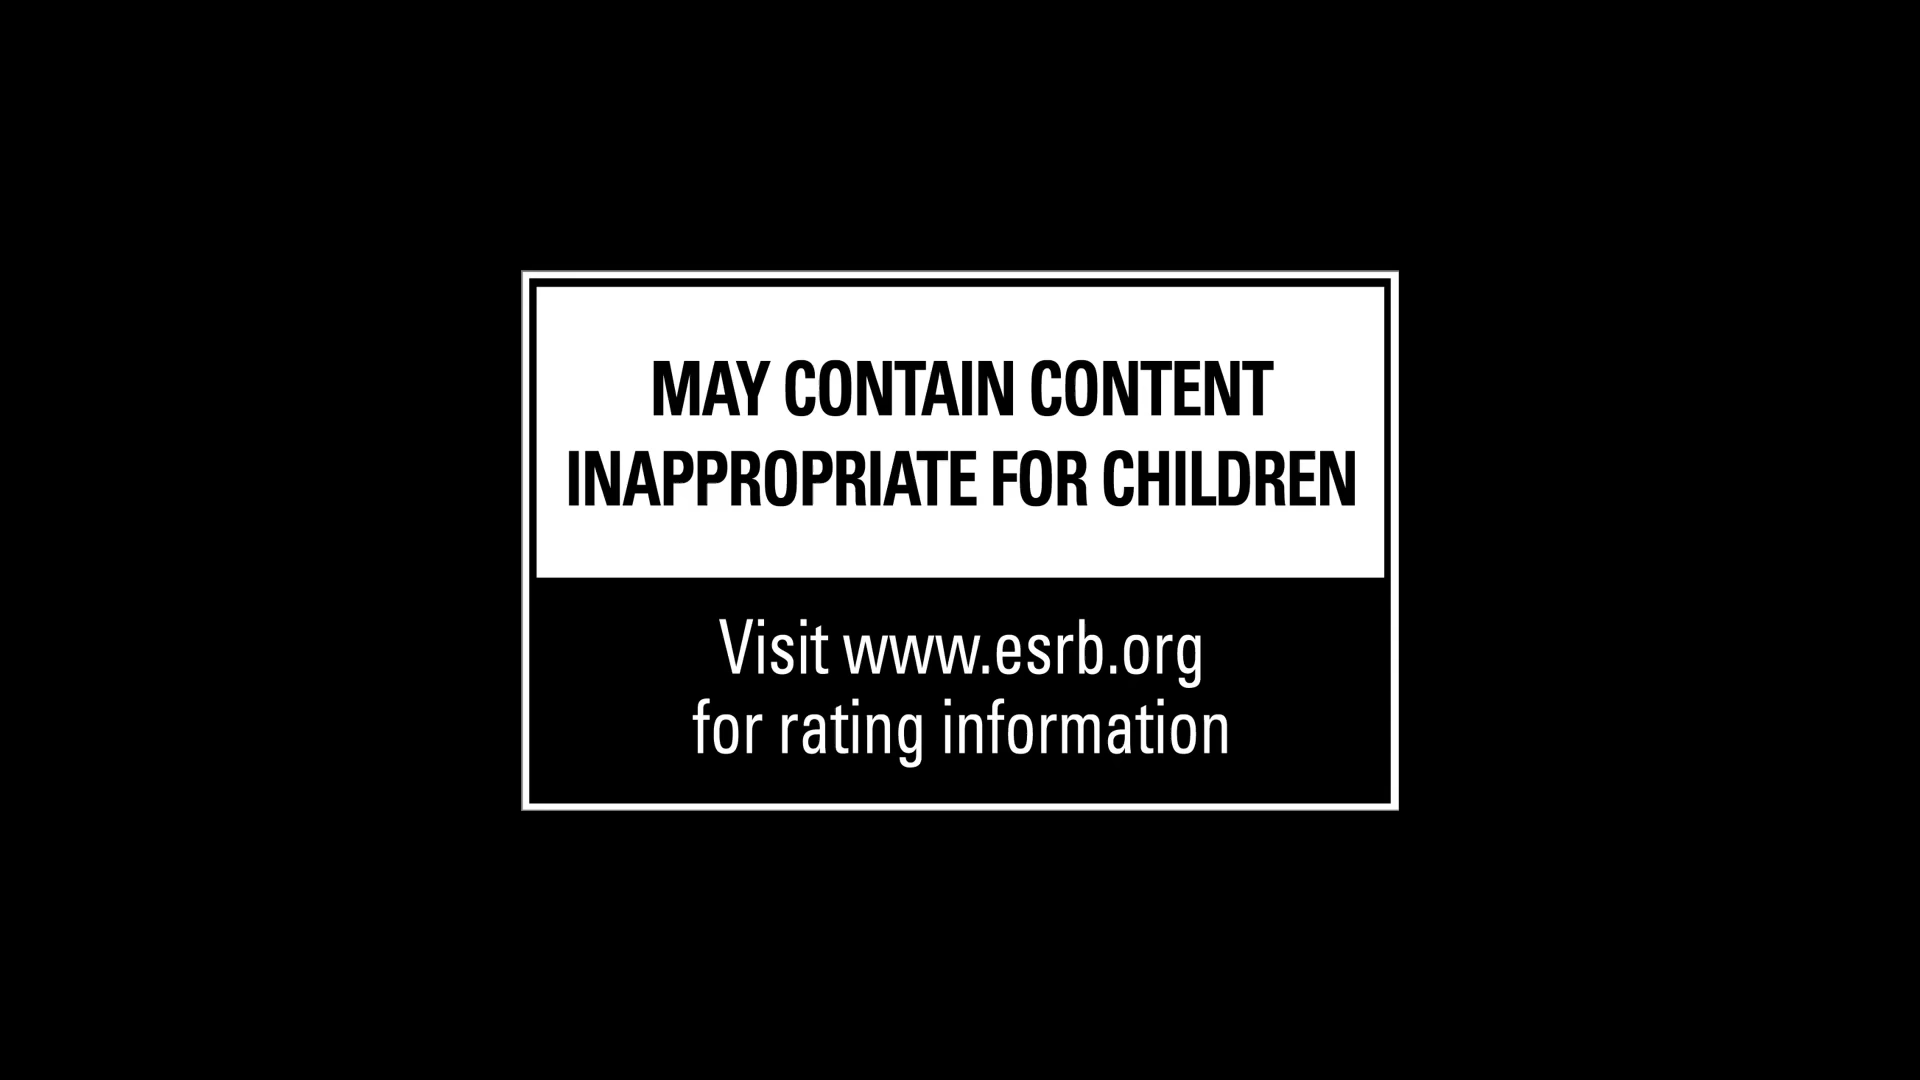 MAY CONTAIN CONTENT
INAPPROPRIATE FOR CHILDREN
Visit www.esrb.org
for rating information